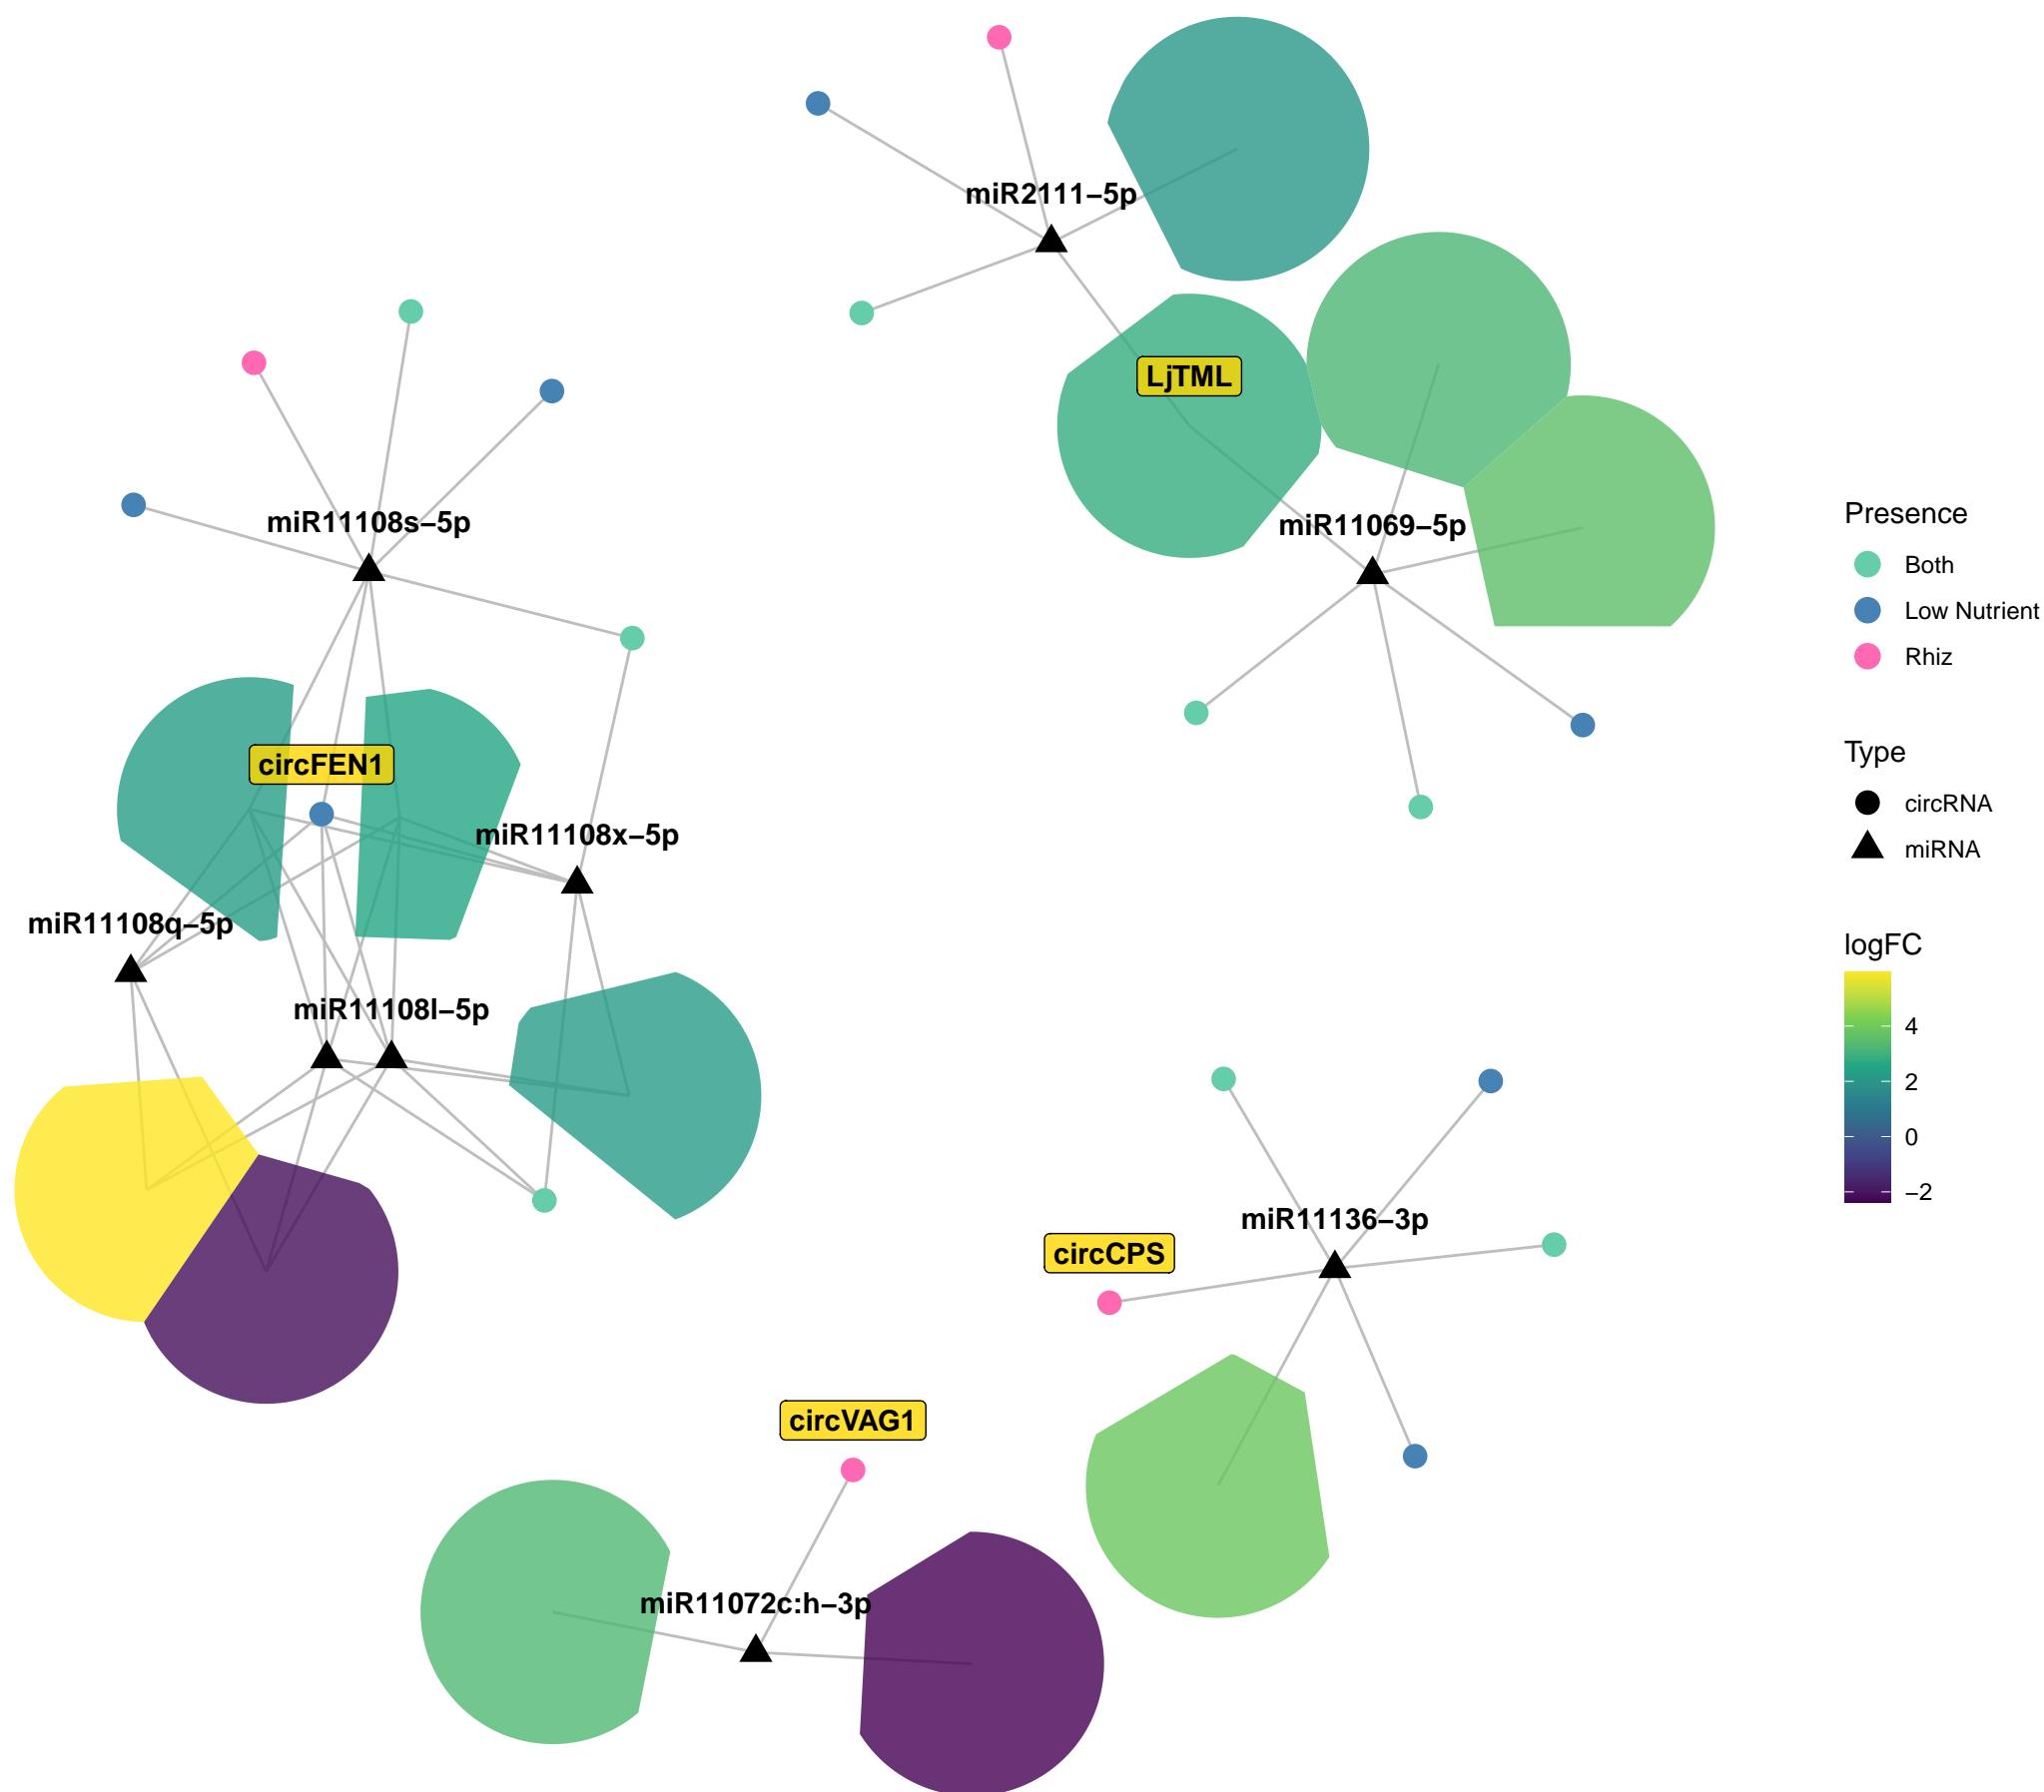 miR2111−5p
LjTML
miR11108s−5p
miR11069−5p
circFEN1
miR11108x−5p
miR11108q−5p
miR11108l−5p
miR11136−3p
circCPS
circVAG1
miR11072c:h−3p
Presence
Both
Low Nutrient
Rhiz
Type
circRNA
miRNA
logFC
4
2
0
−2